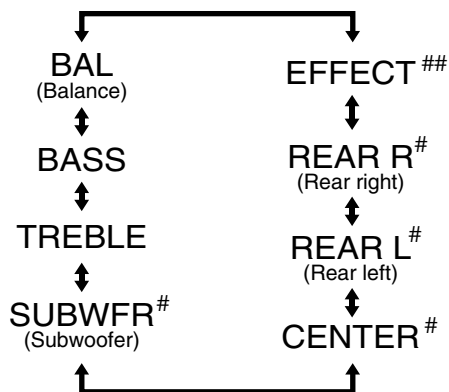 BAL
(Balance)
BASS
TREBLE
SUBWFR#
(Subwoofer)
EFFECT##
REAR R#
(Rear right)
REAR L#
(Rear left)
CENTER#